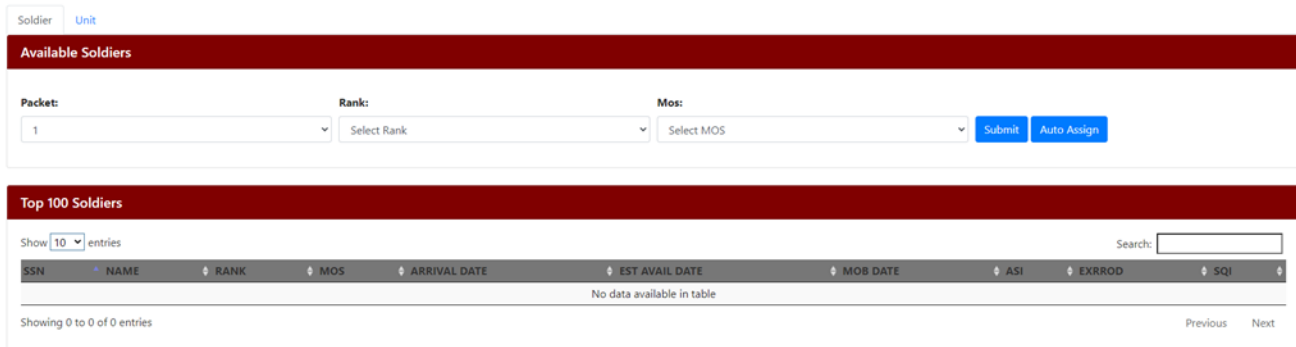 Soldier Unit
Available Soldiers
Packet: Rank: Mos:
1 Select Rank Select MOS Submit Auto Assign
Top 100 Soldiers
Show 10 entries Search:
SSN NAME RANK MOS ARRIVAL DATE EST AVAIL DATE MOB DATE ASI EXRROD SQI
No data available in table
Showing 0 to 0 of 0 entries Previous Next